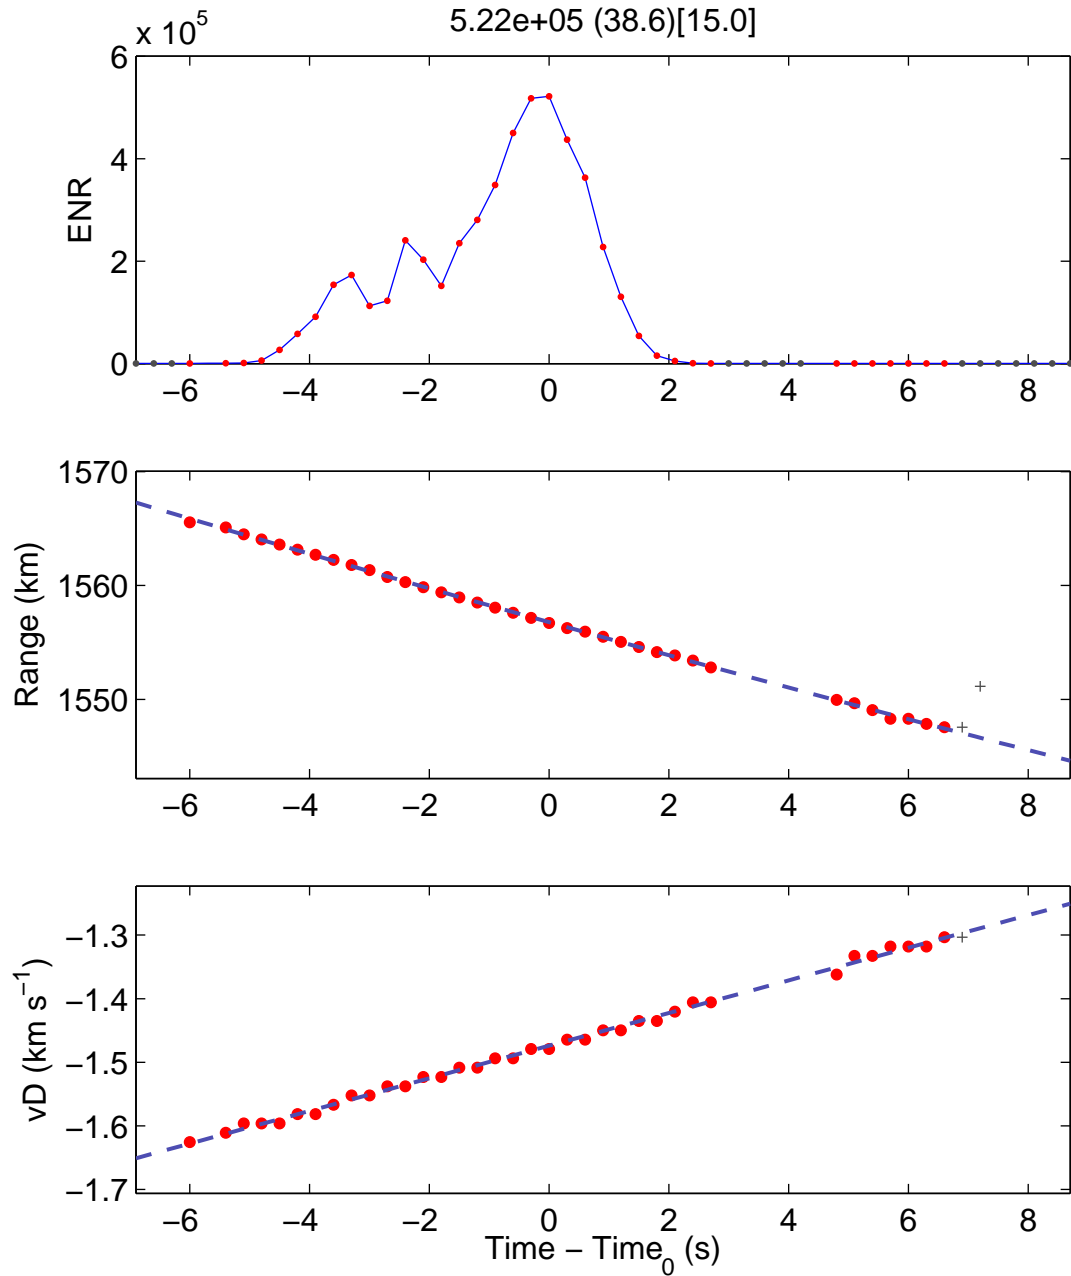 5.22e+05 (38.6)[15.0]
x 10^5
6
4
2
0
ENR
−6 −4 −2 0 2 4 6 8
1570
1560
1550
Range (km)
−6 −4 −2 0 2 4 6 8
−1.3
−1.4
−1.5
−1.6
−1.7
vD (km s^−1)
−6 −4 −2 0 2 4 6 8
Time − Time_0 (s)